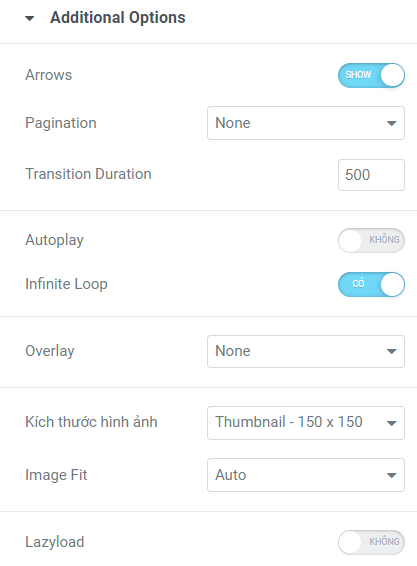 Additional Options
Arrows SHOW
Pagination None
Transition Duration 500
Autoplay KHÔNG
Infinite Loop CÓ
Overlay None
Kích thước hình ảnh Thumbnail - 150 x 150
Image Fit Auto
Lazyload KHÔNG